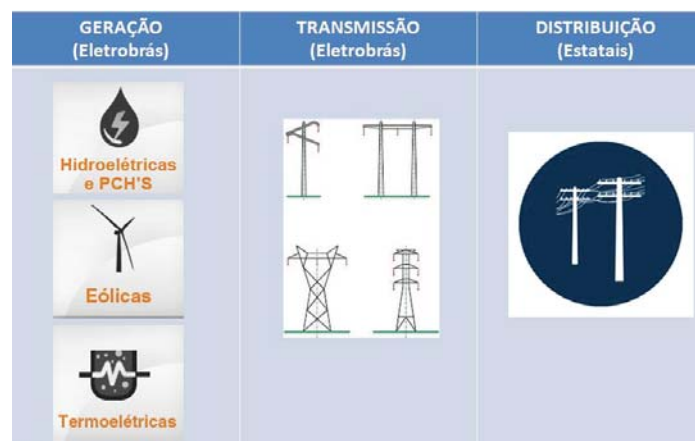 GERAÇÃO
(Eletrobrás)
TRANSMISSÃO
(Eletrobrás)
DISTRIBUIÇÃO
(Estatais)
Hidroelétricas
e PCH'S
Eólicas
Termoelétricas